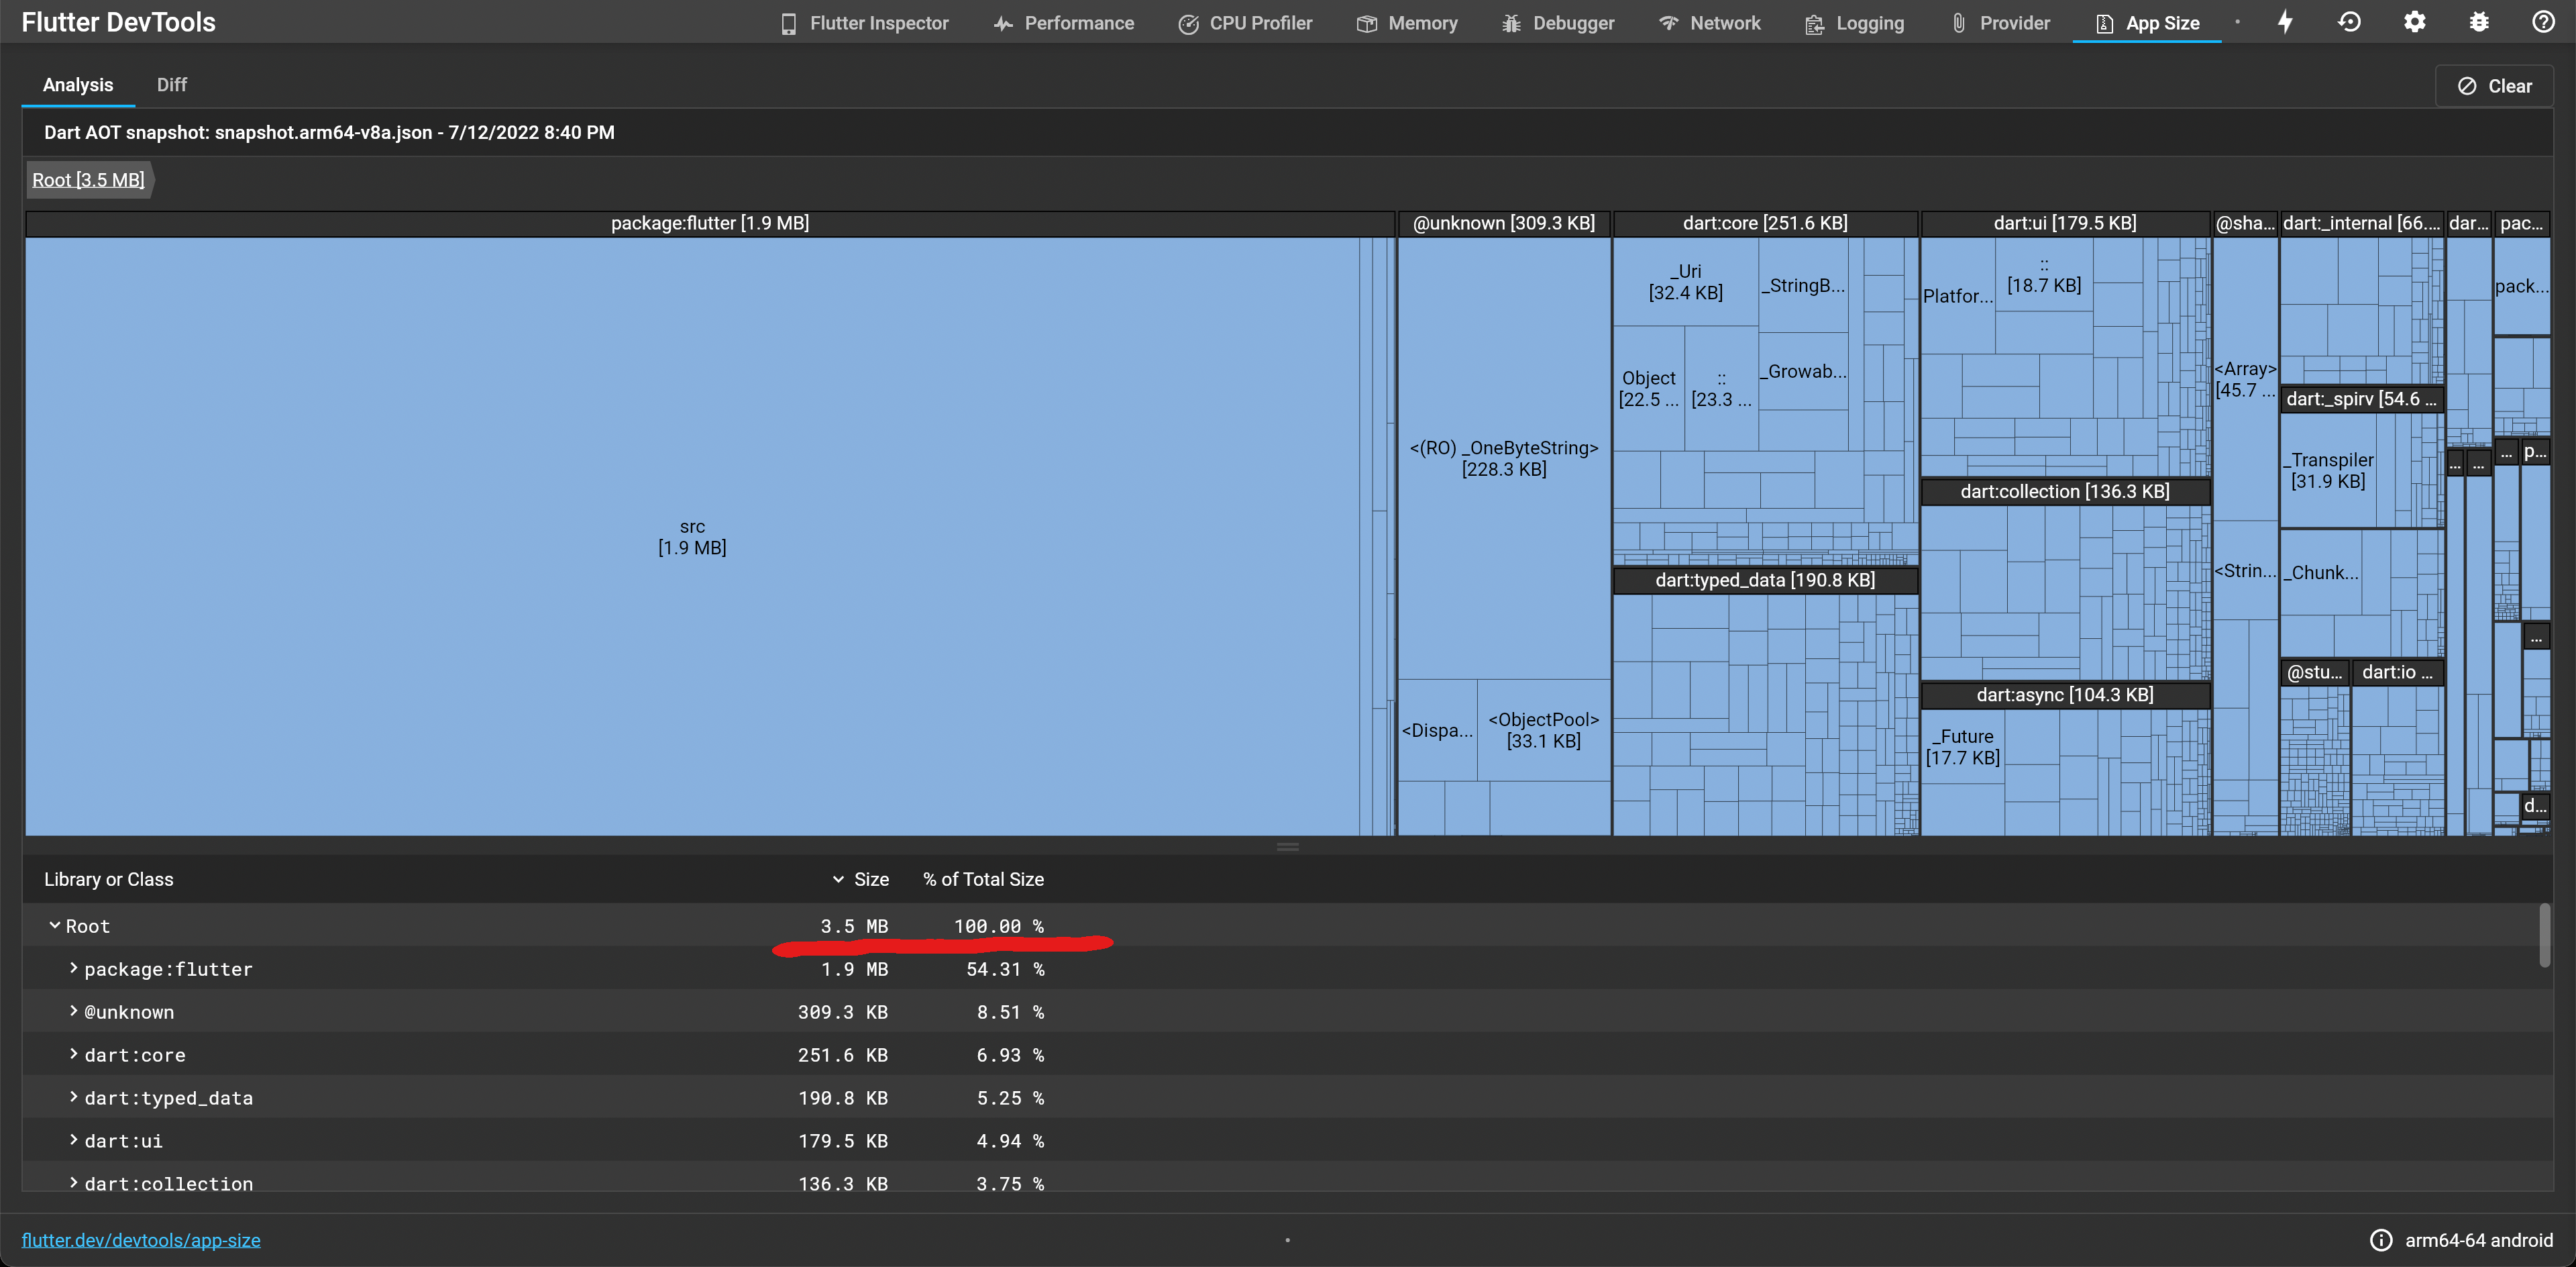 Flutter DevTools
Flutter Inspector
Performance
CPU Profiler
Memory
Debugger
Network
Logging
Provider
App Size
Analysis
Diff
Clear
Dart AOT snapshot: snapshot.arm64-v8a.json - 7/12/2022 8:40 PM
Root [3.5 MB]
package:flutter [1.9 MB]
@unknown [309.3 KB]
dart:core [251.6 KB]
dart:ui [179.5 KB]
@sha...
dart:_internal [66....
dar...
pac...
src
[1.9 MB]
<(RO) _OneByteString>
[228.3 KB]
<Dispa...
<ObjectPool>
[33.1 KB]
_Uri
[32.4 KB]
_StringB...
Object
[22.5 ...
::
[23.3 ...
_Growab...
dart:typed_data [190.8 KB]
Platfor...
::
[18.7 KB]
dart:collection [136.3 KB]
dart:async [104.3 KB]
_Future
[17.7 KB]
<Array>
[45.7 ...
<Strin...
dart:_spirv [54.6 ...
_Transpiler
[31.9 KB]
_Chunk...
@stu...
dart:io ...
...
...
pack...
...
p...
...
d...
Library or Class Size % of Total Size
Root 3.5 MB 100.00 %
package:flutter 1.9 MB 54.31 %
@unknown 309.3 KB 8.51 %
dart:core 251.6 KB 6.93 %
dart:typed_data 190.8 KB 5.25 %
dart:ui 179.5 KB 4.94 %
dart:collection 136.3 KB 3.75 %
flutter.dev/devtools/app-size
arm64-64 android